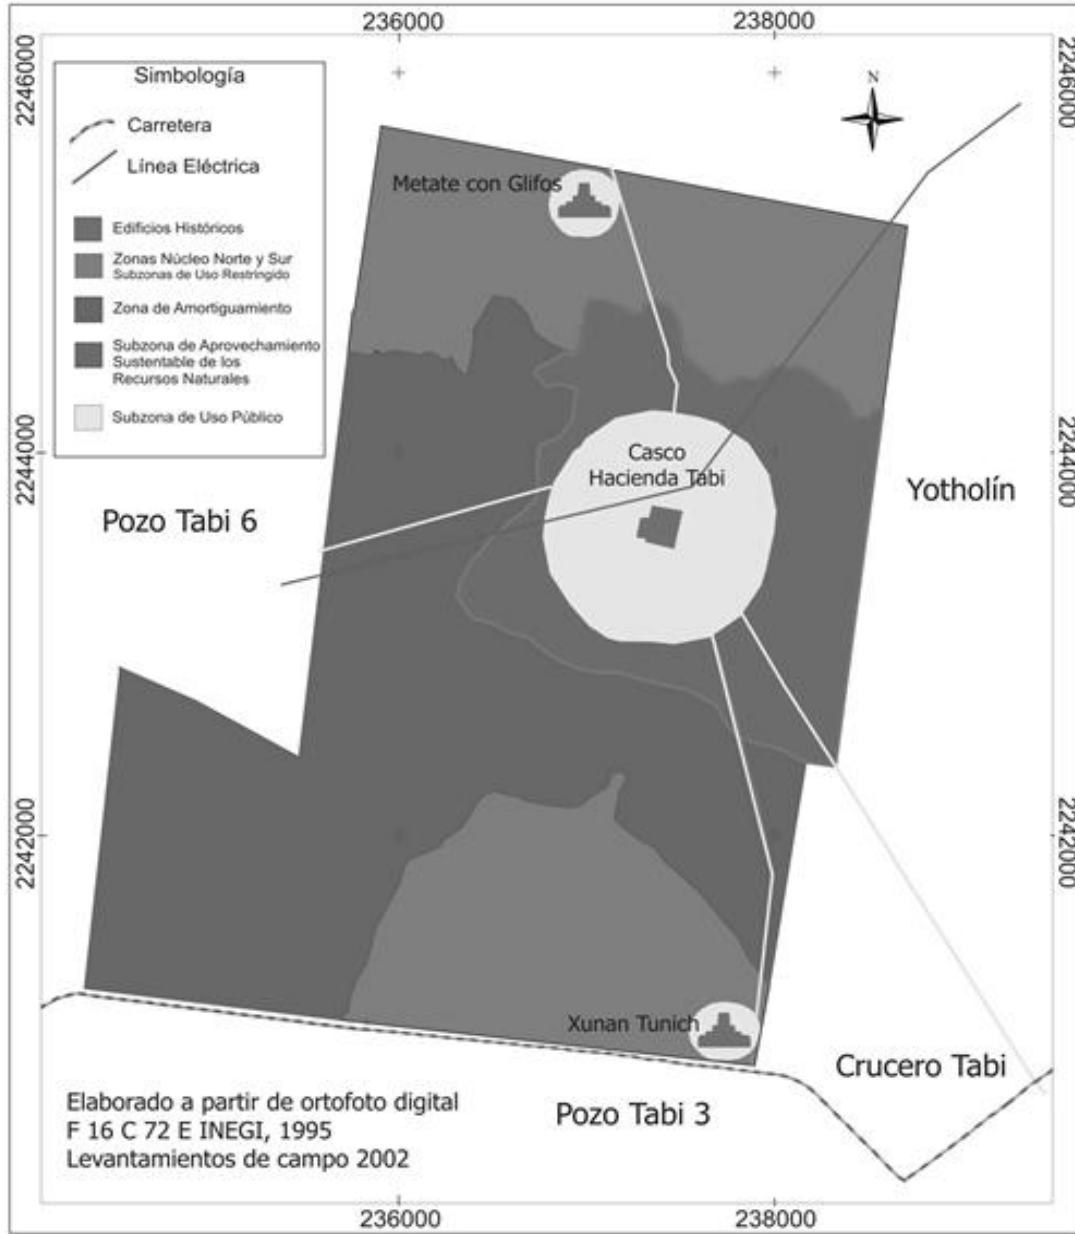 236000
238000
2246000
2246000
Simbología
Carretera
Línea Eléctrica
Edificios Históricos
Zonas Núcleo Norte y Sur
Subzonas de Uso Restringido
Zona de Amortiguamiento
Subzona de Aprovechamiento
Sustentable de los
Recursos Naturales
Subzona de Uso Público
N
Metate con Glifos
2244000
Casco
Hacienda Tabi
2244000
Yotholín
Pozo Tabi 6
2242000
2242000
Xunan Tunich
Crucero Tabi
Pozo Tabi 3
Elaborado a partir de ortofoto digital
F 16 C 72 E INEGI, 1995
Levantamientos de campo 2002
236000
238000